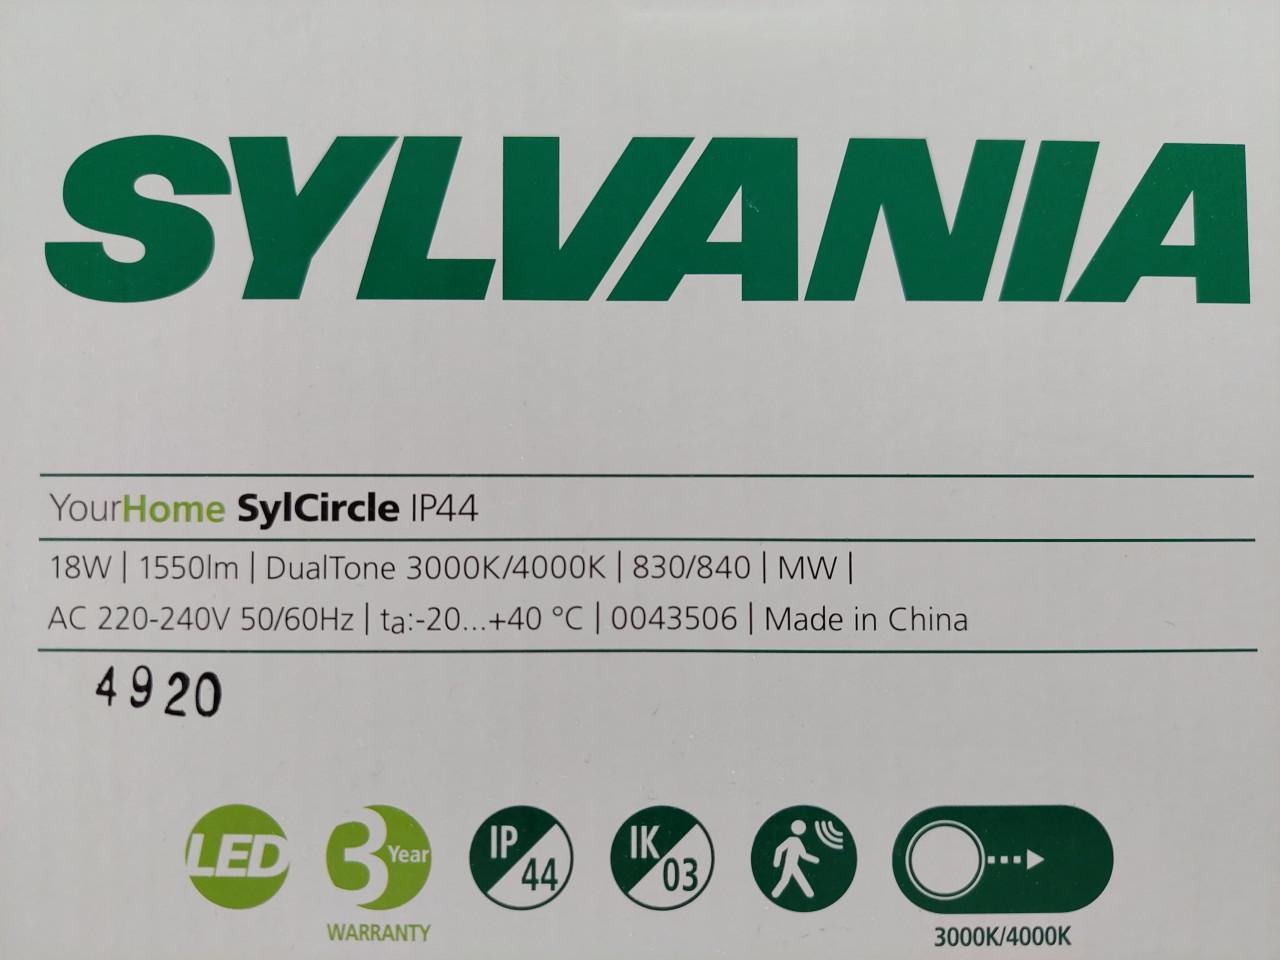 SYLVANIA
YourHome SylCircle IP44
18W | 1550lm | DualTone 3000K/4000K | 830/840 | MW |
AC 220-240V 50/60Hz | ta:-20...+40 °C | 0043506 | Made in China
4920
LED
3 Year
WARRANTY
IP
44
IK
03
3000K/4000K